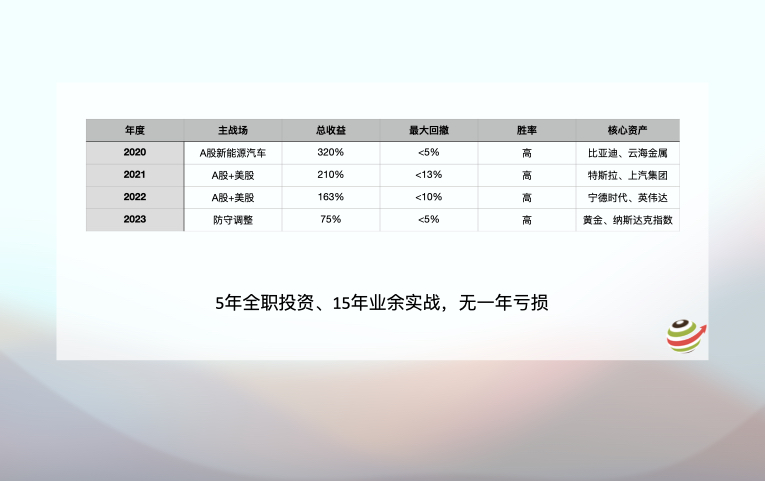 年度 主战场 总收益 最大回撤 胜率 核心资产
2020 A股新能源汽车 320% <5% 高 比亚迪、云海金属
2021 A股+美股 210% <13% 高 特斯拉、上汽集团
2022 A股+美股 163% <10% 高 宁德时代、英伟达
2023 防守调整 75% <5% 高 黄金、纳斯达克指数
5年全职投资、15年业余实战，无一年亏损